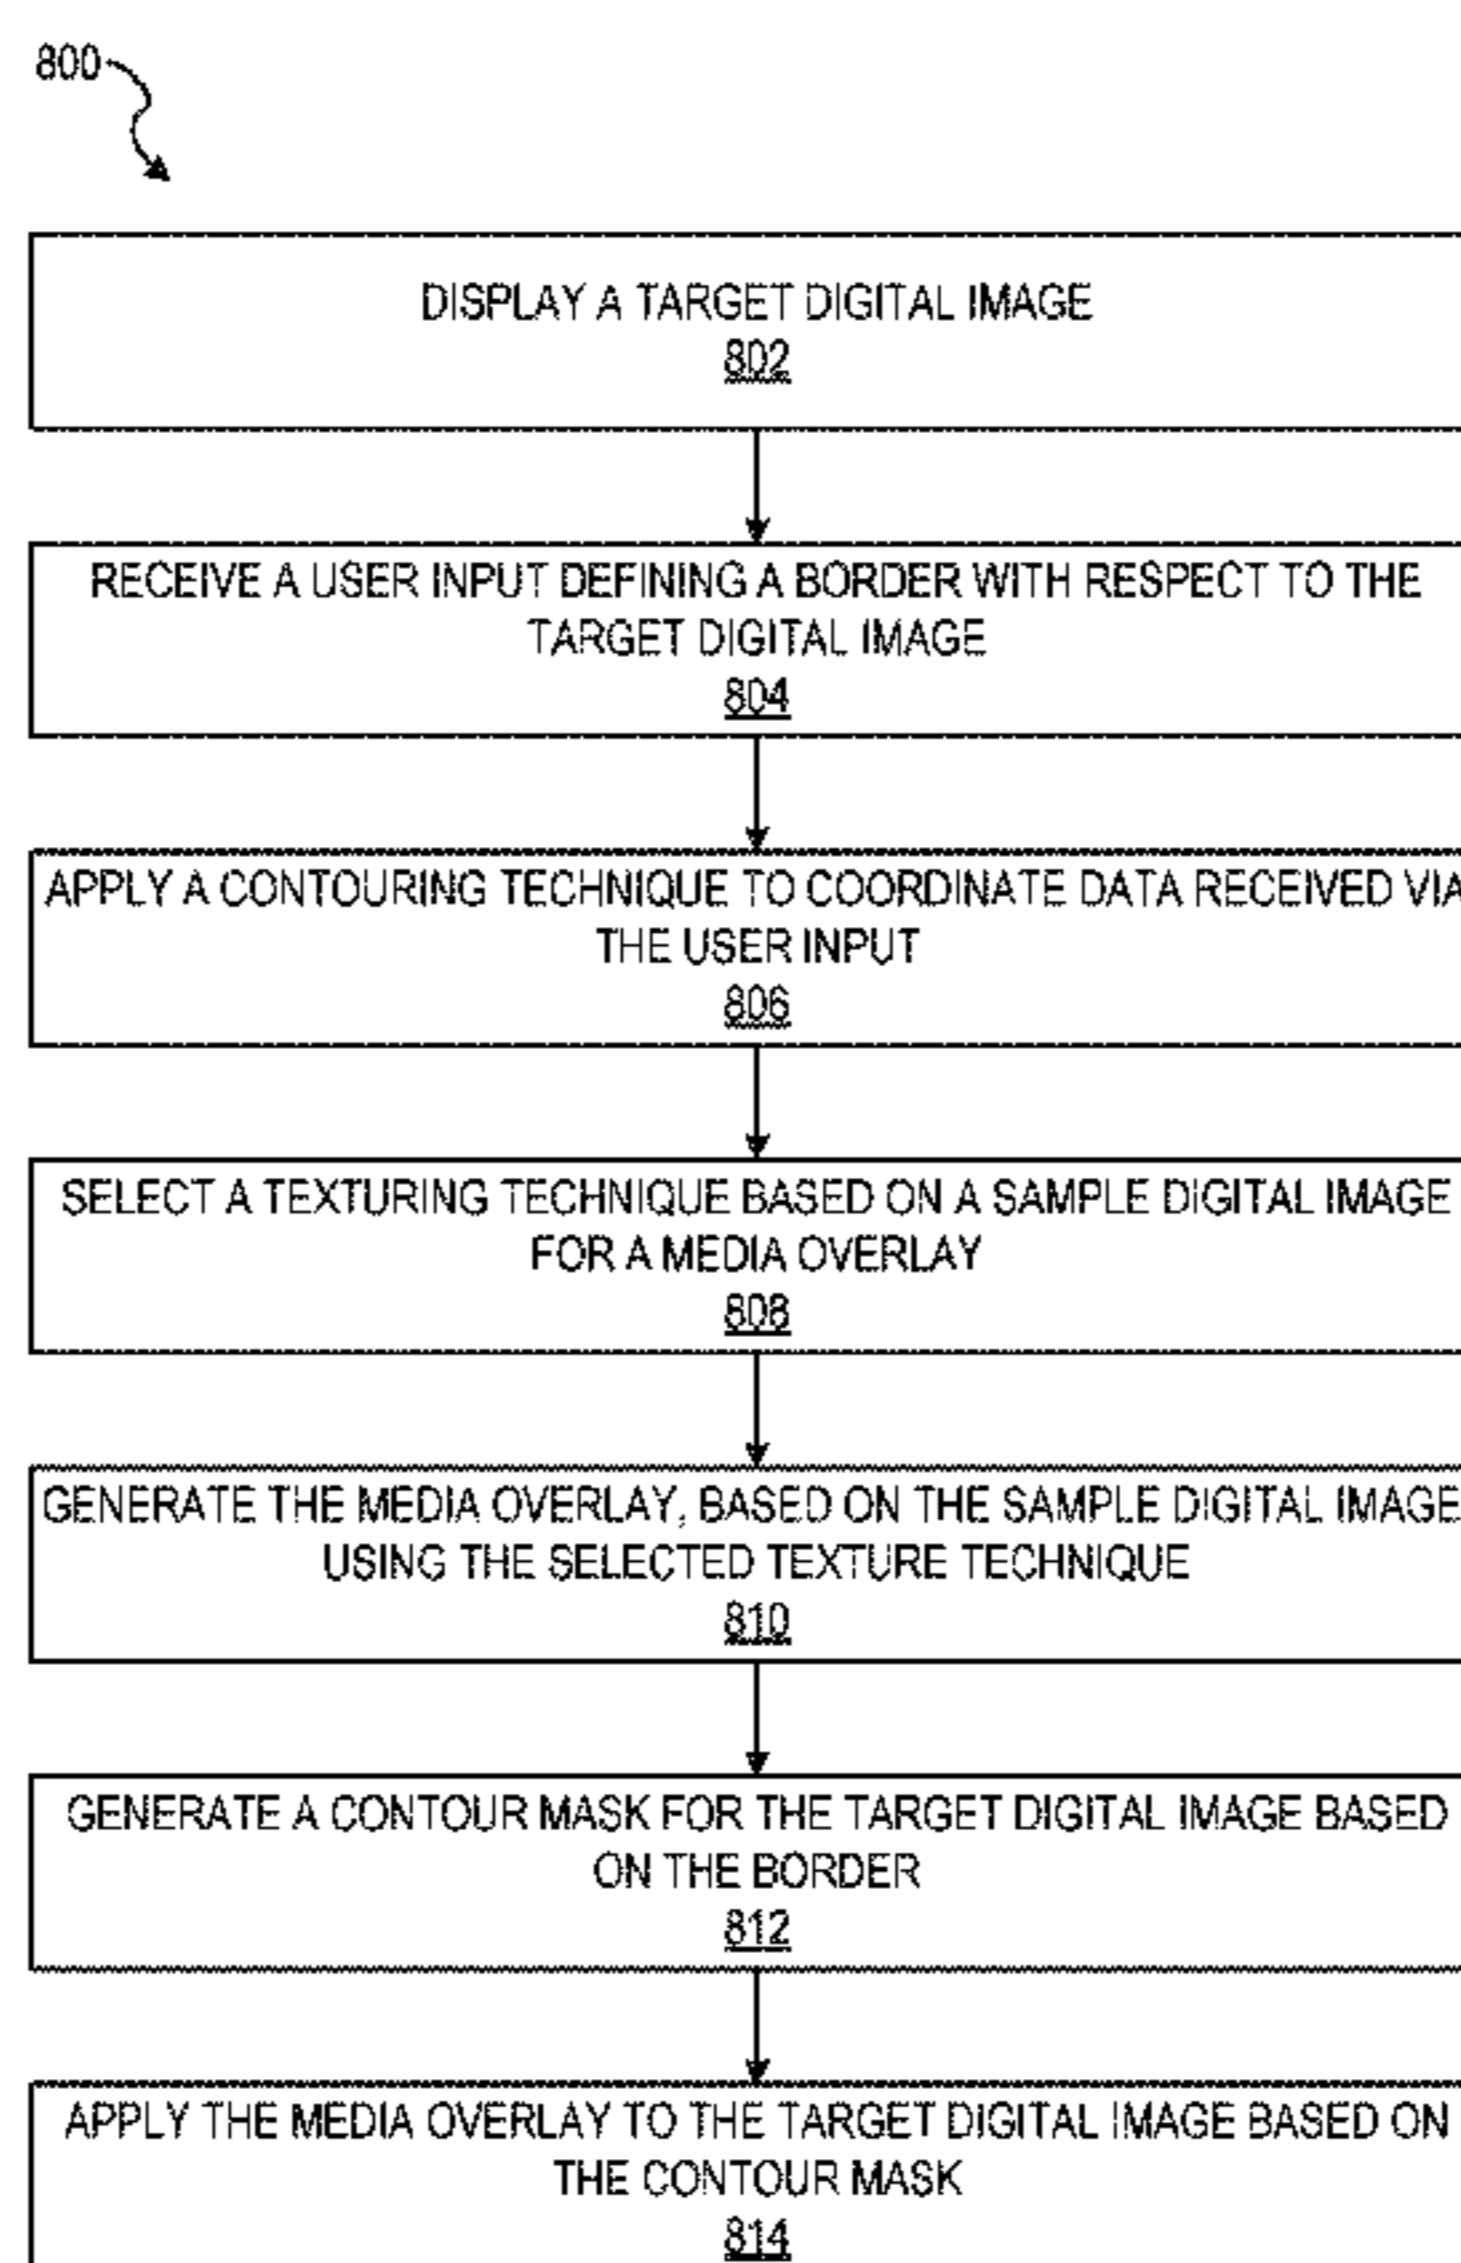 800
DISPLAY A TARGET DIGITAL IMAGE
802
RECEIVE A USER INPUT DEFINING A BORDER WITH RESPECT TO THE
TARGET DIGITAL IMAGE
804
APPLY A CONTOURING TECHNIQUE TO COORDINATE DATA RECEIVED VIA
THE USER INPUT
806
SELECT A TEXTURING TECHNIQUE BASED ON A SAMPLE DIGITAL IMAGE
FOR A MEDIA OVERLAY
808
GENERATE THE MEDIA OVERLAY, BASED ON THE SAMPLE DIGITAL IMAGE
USING THE SELECTED TEXTURE TECHNIQUE
810
GENERATE A CONTOUR MASK FOR THE TARGET DIGITAL IMAGE BASED
ON THE BORDER
812
APPLY THE MEDIA OVERLAY TO THE TARGET DIGITAL IMAGE BASED ON
THE CONTOUR MASK
814